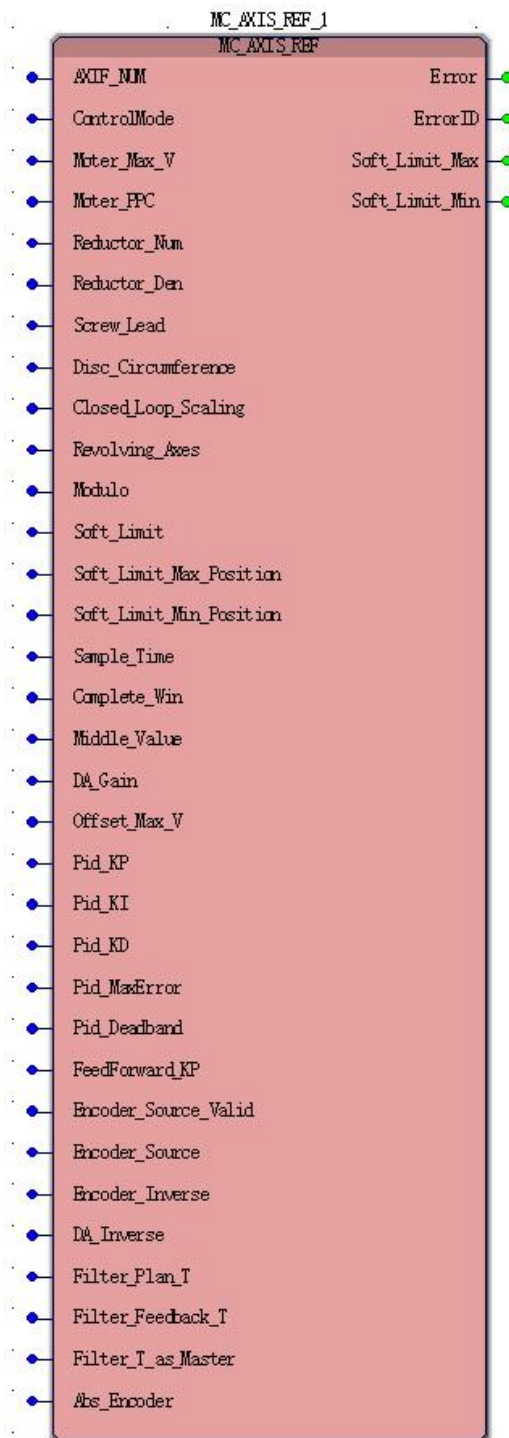 MC_AXIS_REF_1
MC_AXIS_REF
AXIF_NUM Error
ControlMode ErrorID
Moter_Max_V Soft_Limit_Max
Moter_PPC Soft_Limit_Min
Reductor_Num
Reductor_Den
Screw_Lead
Disc_Circumference
Closed_Loop_Scaling
Revolving_Axes
Modulo
Soft_Limit
Soft_Limit_Max_Position
Soft_Limit_Min_Position
Sample_Time
Complete_Win
Middle_Value
DA_Gain
Offset_Max_V
Pid_KP
Pid_KI
Pid_KD
Pid_MaxError
Pid_Deadband
FeedForward_KP
Encoder_Source_Valid
Encoder_Source
Encoder_Inverse
DA_Inverse
Filter_Plan_T
Filter_Feedback_T
Filter_T_as_Master
Abs_Encoder